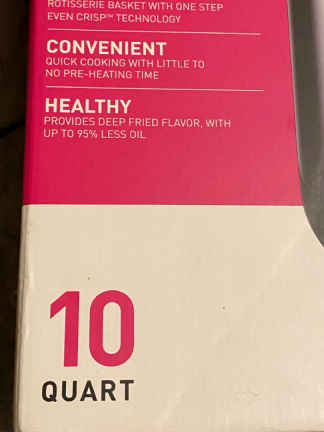 ROTISSERIE BASKET WITH ONE STEP
EVEN CRISP™ TECHNOLOGY
CONVENIENT
QUICK COOKING WITH LITTLE TO
NO PRE-HEATING TIME
HEALTHY
PROVIDES DEEP FRIED FLAVOR, WITH
UP TO 95% LESS OIL
10
QUART